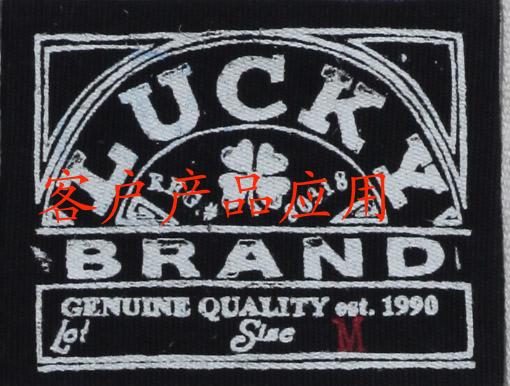 LUCKY
客户产品应用
BRAND
GENUINE QUALITY est. 1990
Lot Size M